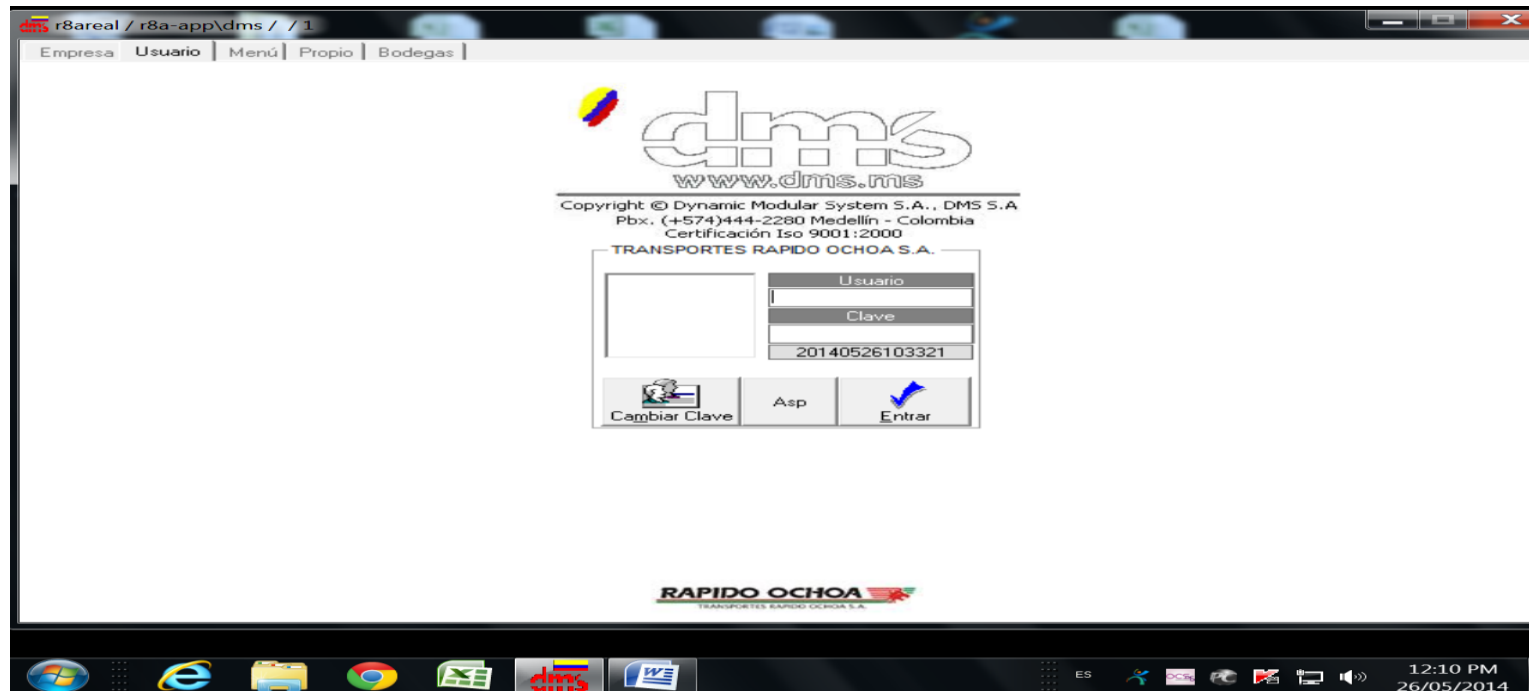 dms r8areal / r8a-app\dms / / 1
Empresa Usuario Menú Propio Bodegas
dms
www.dms.ms
Copyright © Dynamic Modular System S.A., DMS S.A
Pbx. (+574)444-2280 Medellín - Colombia
Certificación Iso 9001:2000
TRANSPORTES RAPIDO OCHOA S.A.
Usuario
Clave
20140526103321
Cambiar Clave Asp Entrar
RAPIDO OCHOA
TRANSPORTES RAPIDO OCHOA S.A.
dms ES 12:10 PM
26/05/2014